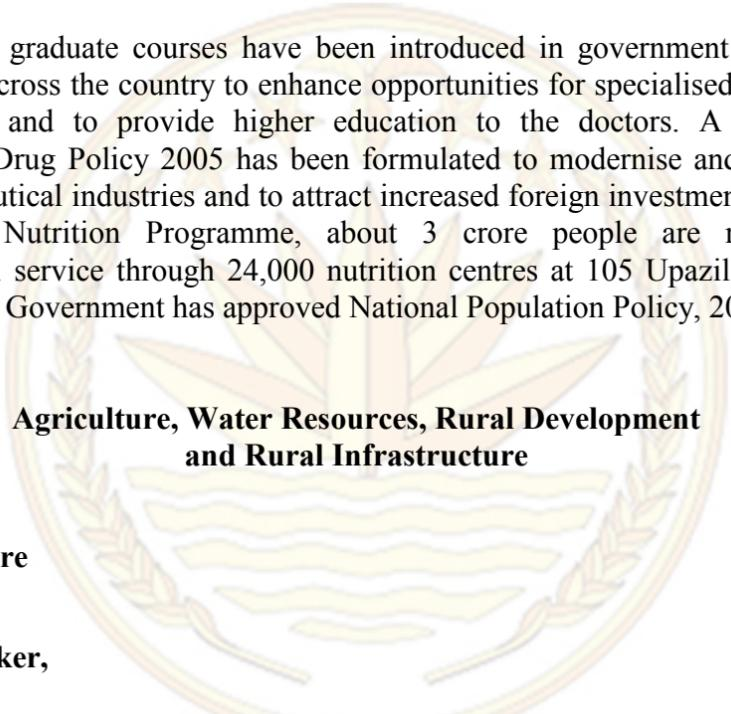 graduate courses have been introduced in government
cross the country to enhance opportunities for specialised
and to provide higher education to the doctors. A
Drug Policy 2005 has been formulated to modernise and
utical industries and to attract increased foreign investmen
Nutrition Programme, about 3 crore people are r
service through 24,000 nutrition centres at 105 Upazil
Government has approved National Population Policy, 20
Agriculture, Water Resources, Rural Development
and Rural Infrastructure
re
ker,